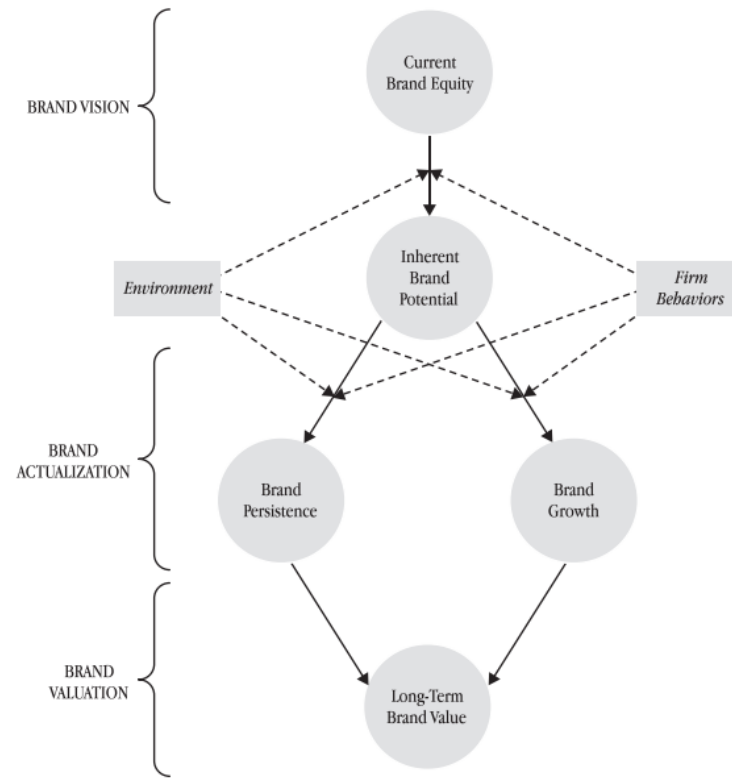 Current
Brand Equity
BRAND VISION
Inherent
Brand
Potential
Environment
Firm
Behaviors
BRAND
ACTUALIZATION
Brand
Persistence
Brand
Growth
BRAND
VALUATION
Long-Term
Brand Value